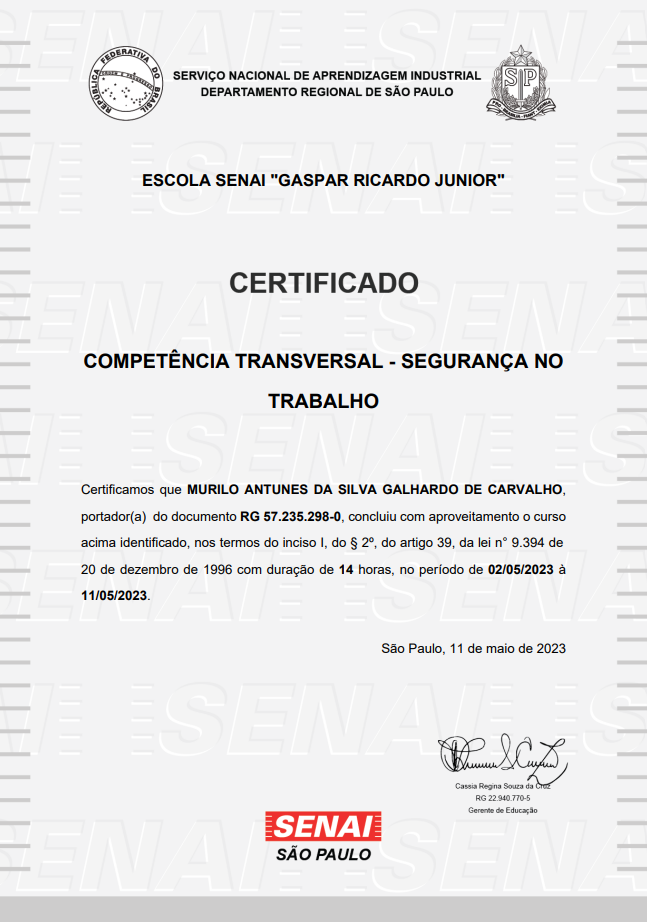 REPÚBLICA FEDERATIVA DO BRASIL
ORDEM E PROGRESSO
SERVIÇO NACIONAL DE APRENDIZAGEM INDUSTRIAL
DEPARTAMENTO REGIONAL DE SÃO PAULO
SP
ESCOLA SENAI "GASPAR RICARDO JUNIOR"
CERTIFICADO
COMPETÊNCIA TRANSVERSAL - SEGURANÇA NO
TRABALHO
Certificamos que MURILO ANTUNES DA SILVA GALHARDO DE CARVALHO,
portador(a) do documento RG 57.235.298-0, concluiu com aproveitamento o curso
acima identificado, nos termos do inciso I, do § 2º, do artigo 39, da lei n° 9.394 de
20 de dezembro de 1996 com duração de 14 horas, no período de 02/05/2023 à
11/05/2023.
São Paulo, 11 de maio de 2023
Cassia Regina Souza da Cruz
RG 22.940.770-5
Gerente de Educação
SENAI
SÃO PAULO